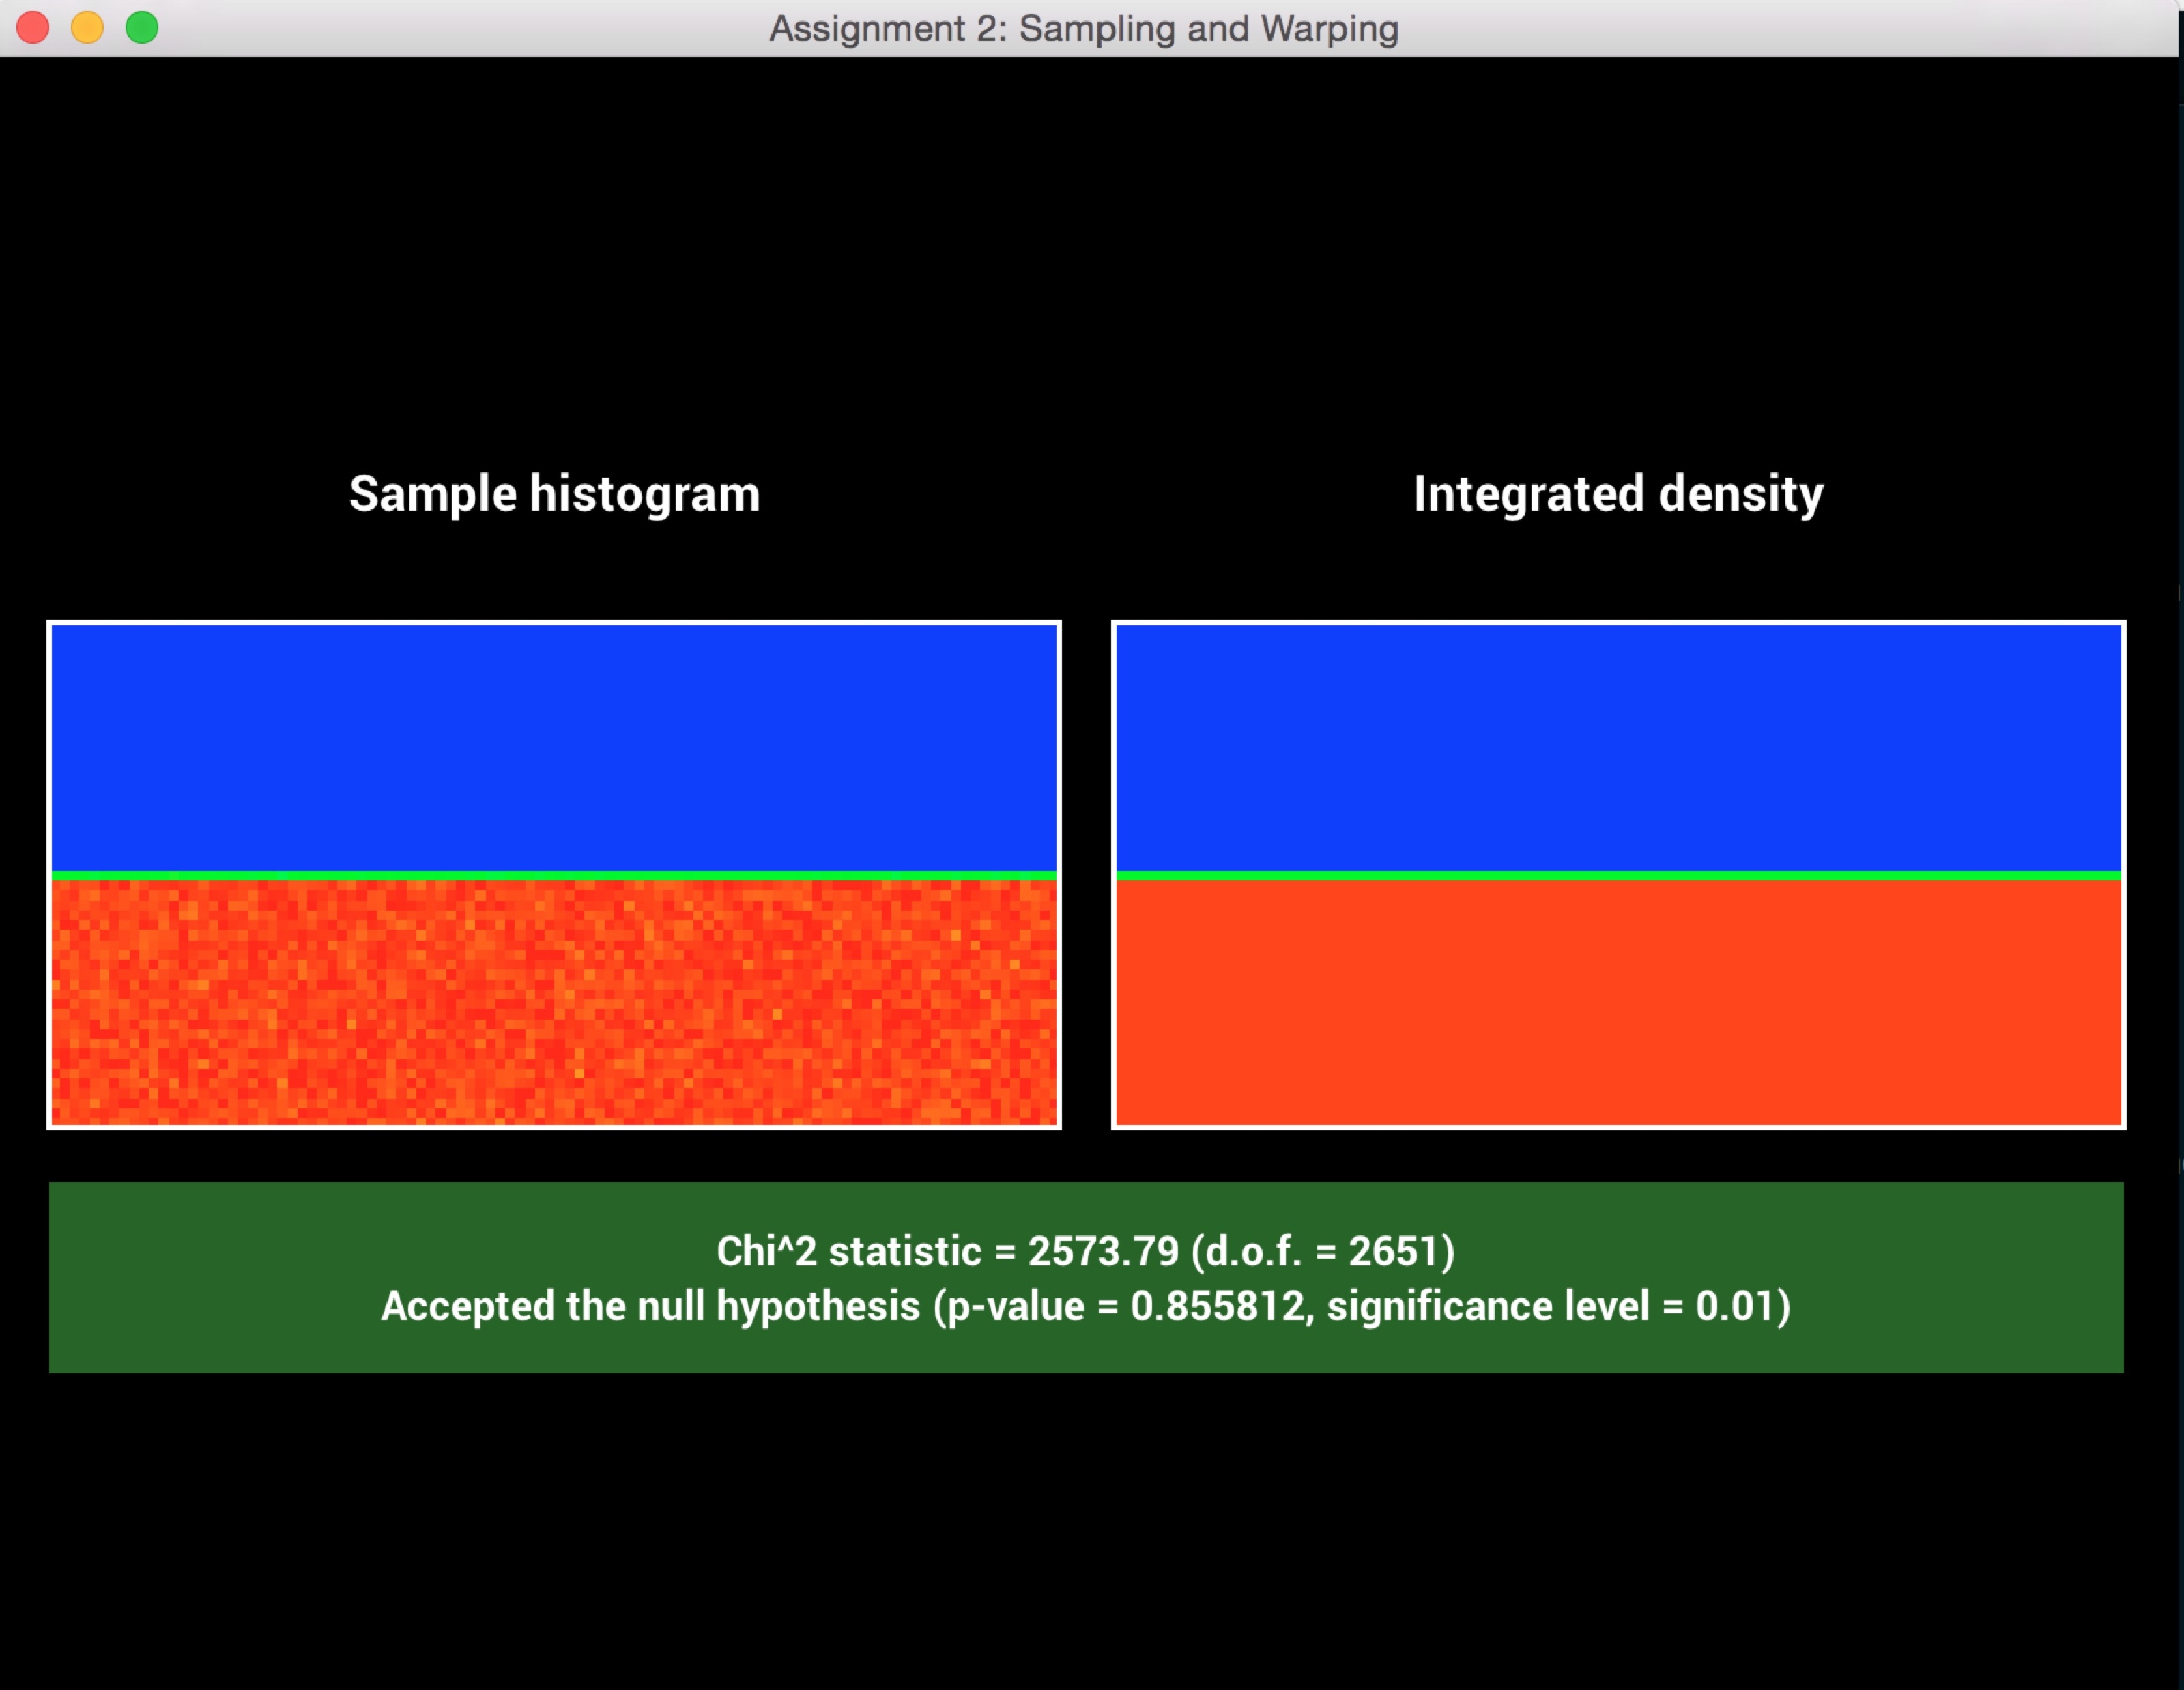 Assignment 2: Sampling and Warping
Sample histogram
Integrated density
Chi^2 statistic = 2573.79 (d.o.f. = 2651)
Accepted the null hypothesis (p-value = 0.855812, significance level = 0.01)